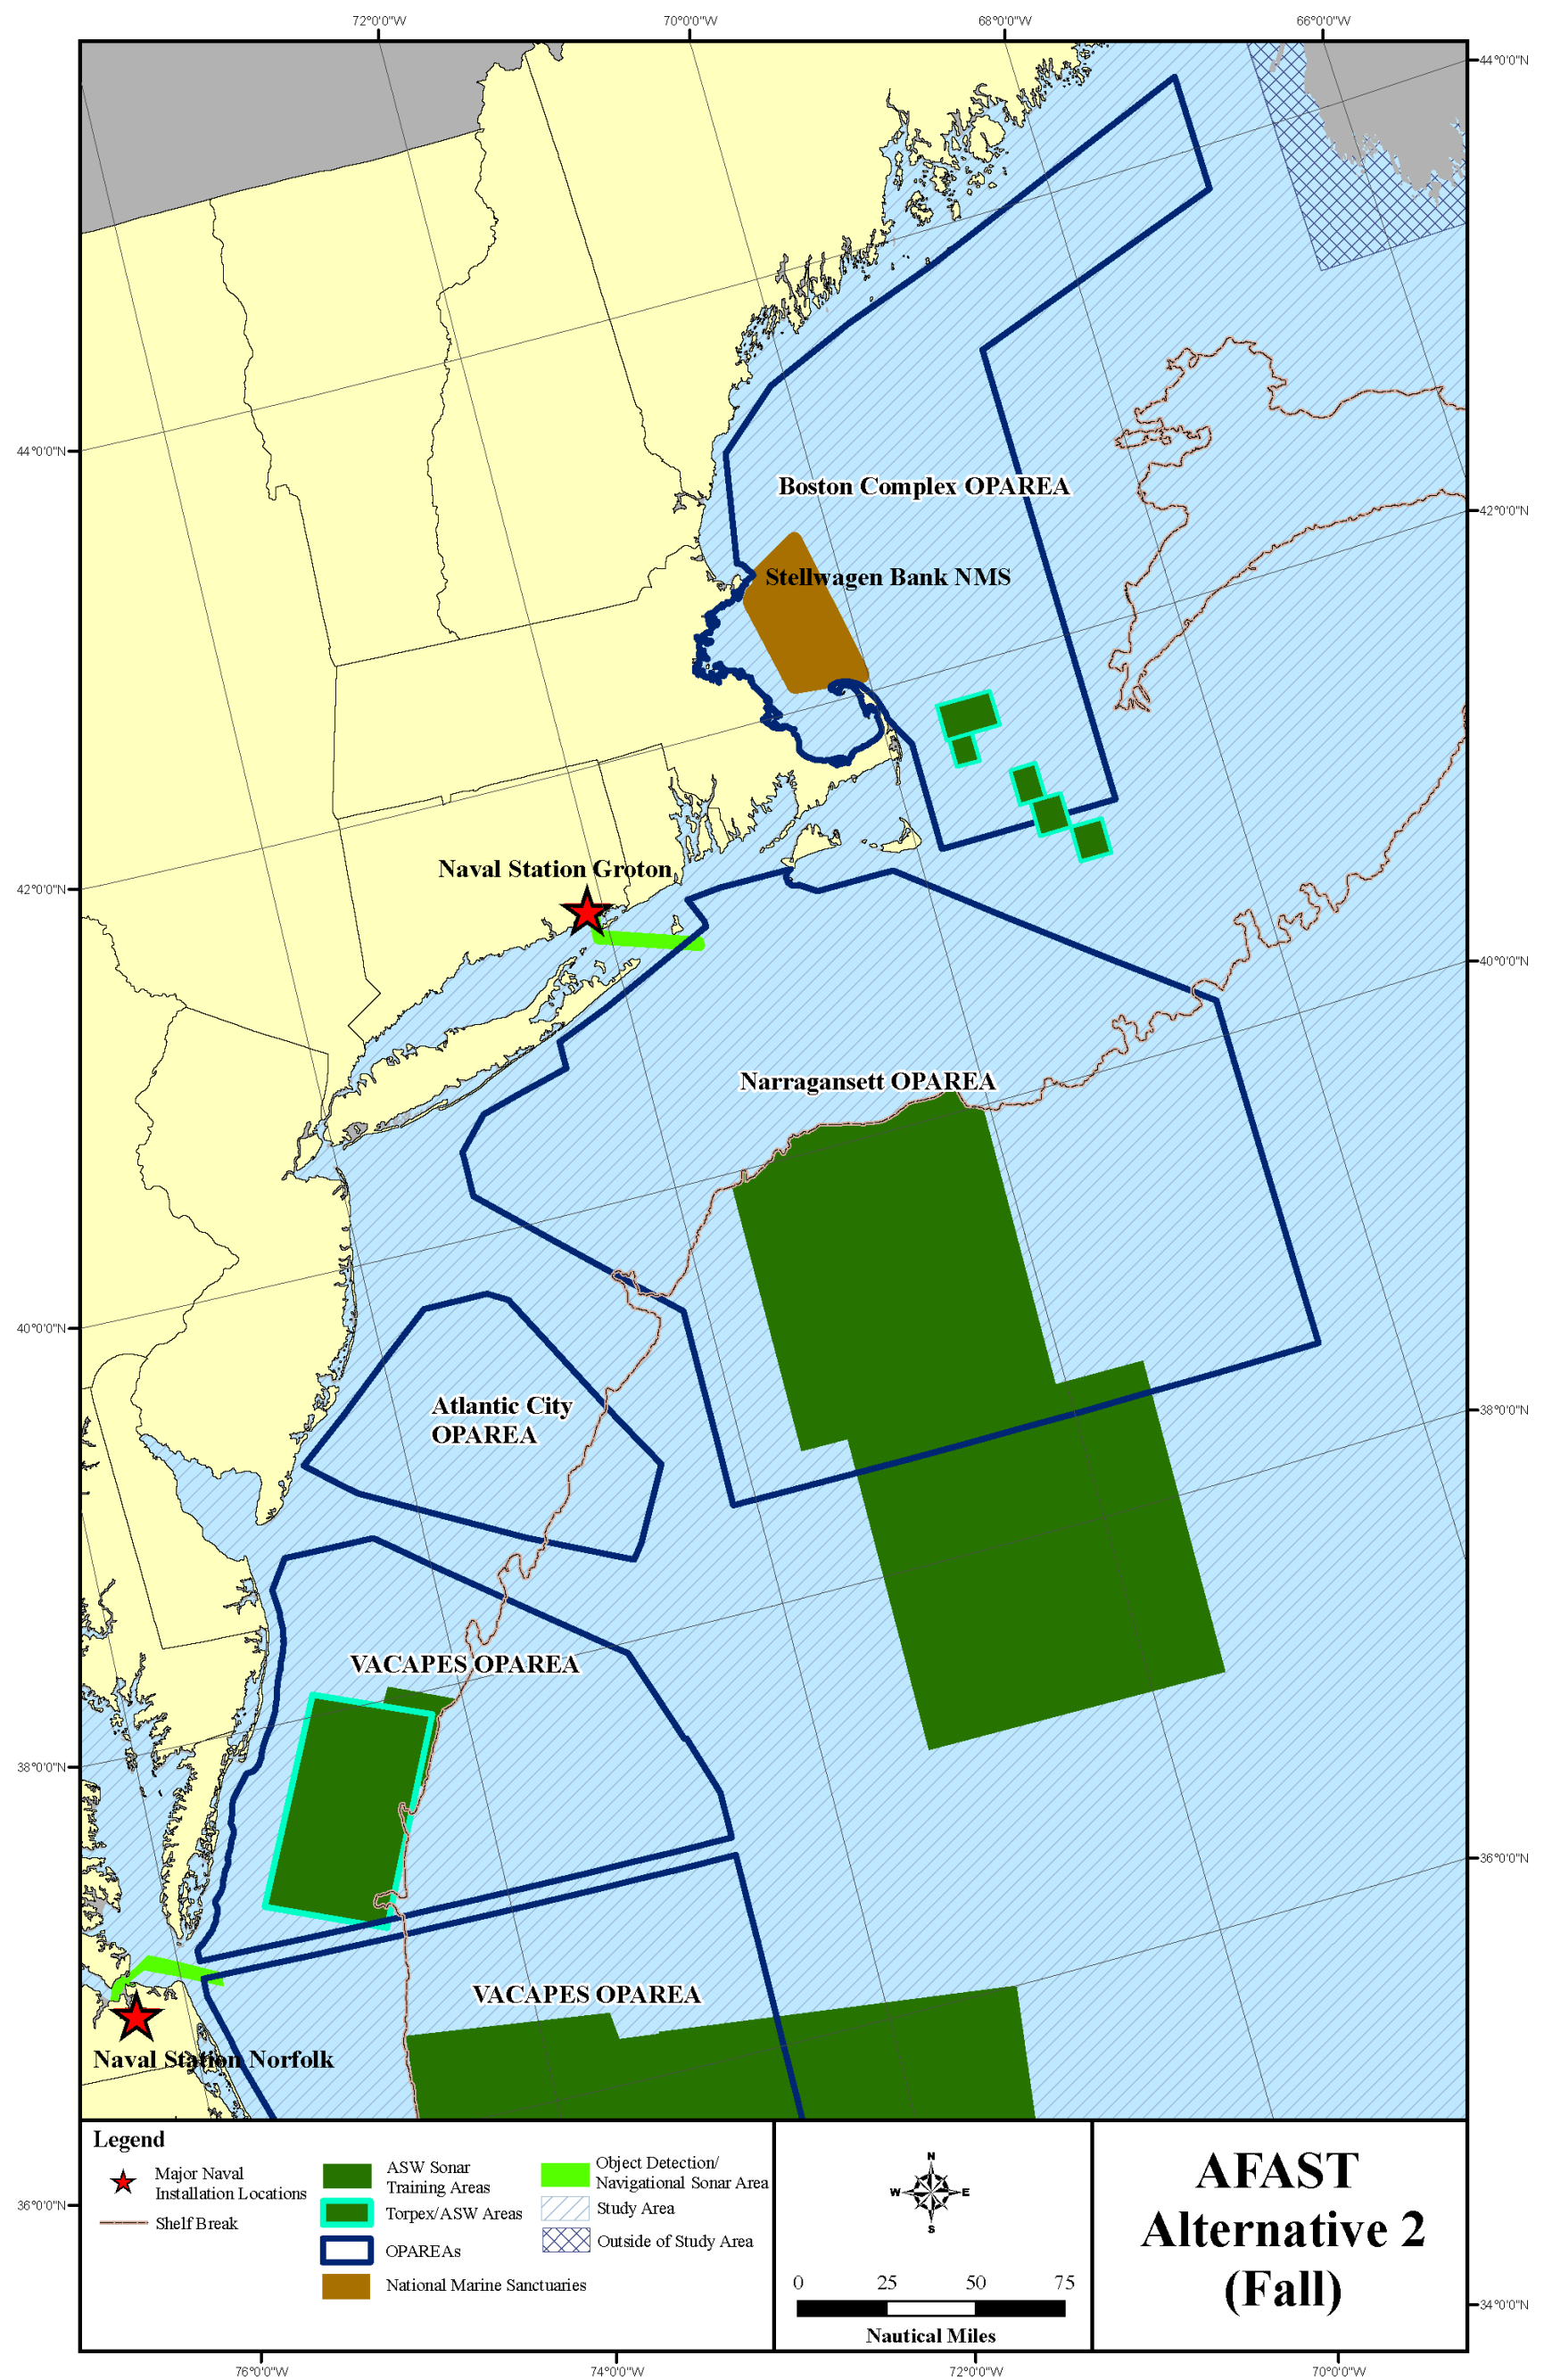 72°0'0"W
70°0'0"W
68°0'0"W
66°0'0"W
44°0'0"N
44°0'0"N
Boston Complex OPAREA
42°0'0"N
Stellwagen Bank NMS
Naval Station Groton
42°0'0"N
40°0'0"N
Narragansett OPAREA
40°0'0"N
Atlantic City
OPAREA
38°0'0"N
VACAPES OPAREA
38°0'0"N
36°0'0"N
VACAPES OPAREA
Naval Station Norfolk
Legend
Major Naval
Installation Locations
Shelf Break
ASW Sonar
Training Areas
Torpex/ASW Areas
OPAREAs
National Marine Sanctuaries
Object Detection/
Navigational Sonar Area
Study Area
Outside of Study Area
N
W E
S
0 25 50 75
Nautical Miles
AFAST
Alternative 2
(Fall)
36°0'0"N
34°0'0"N
76°0'0"W
74°0'0"W
72°0'0"W
70°0'0"W